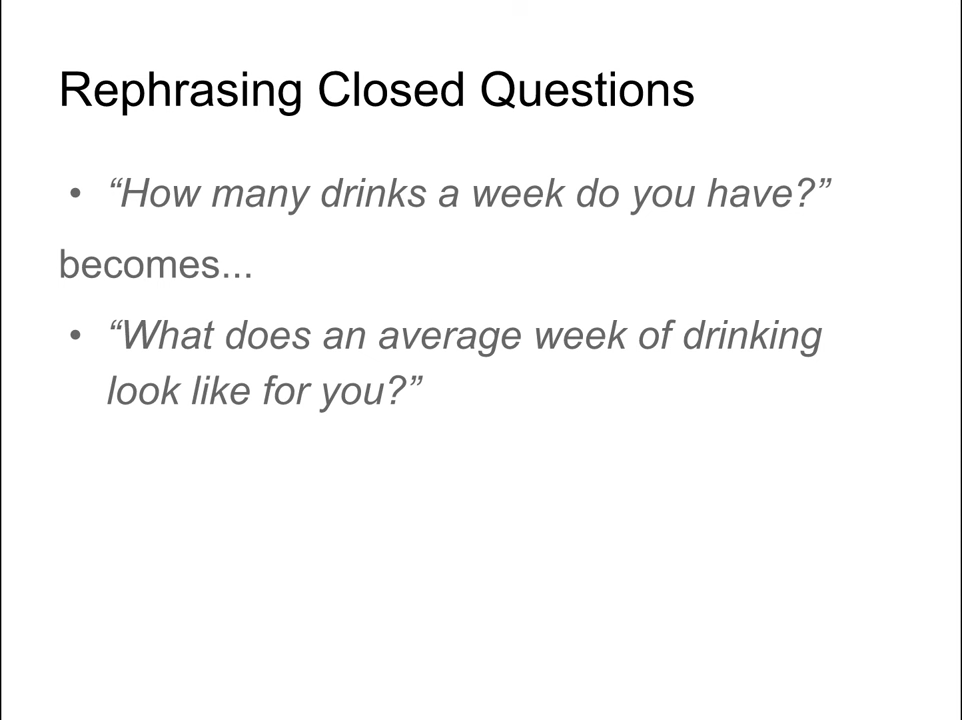 Rephrasing Closed Questions
• “How many drinks a week do you have?”
becomes...
• “What does an average week of drinking
look like for you?”